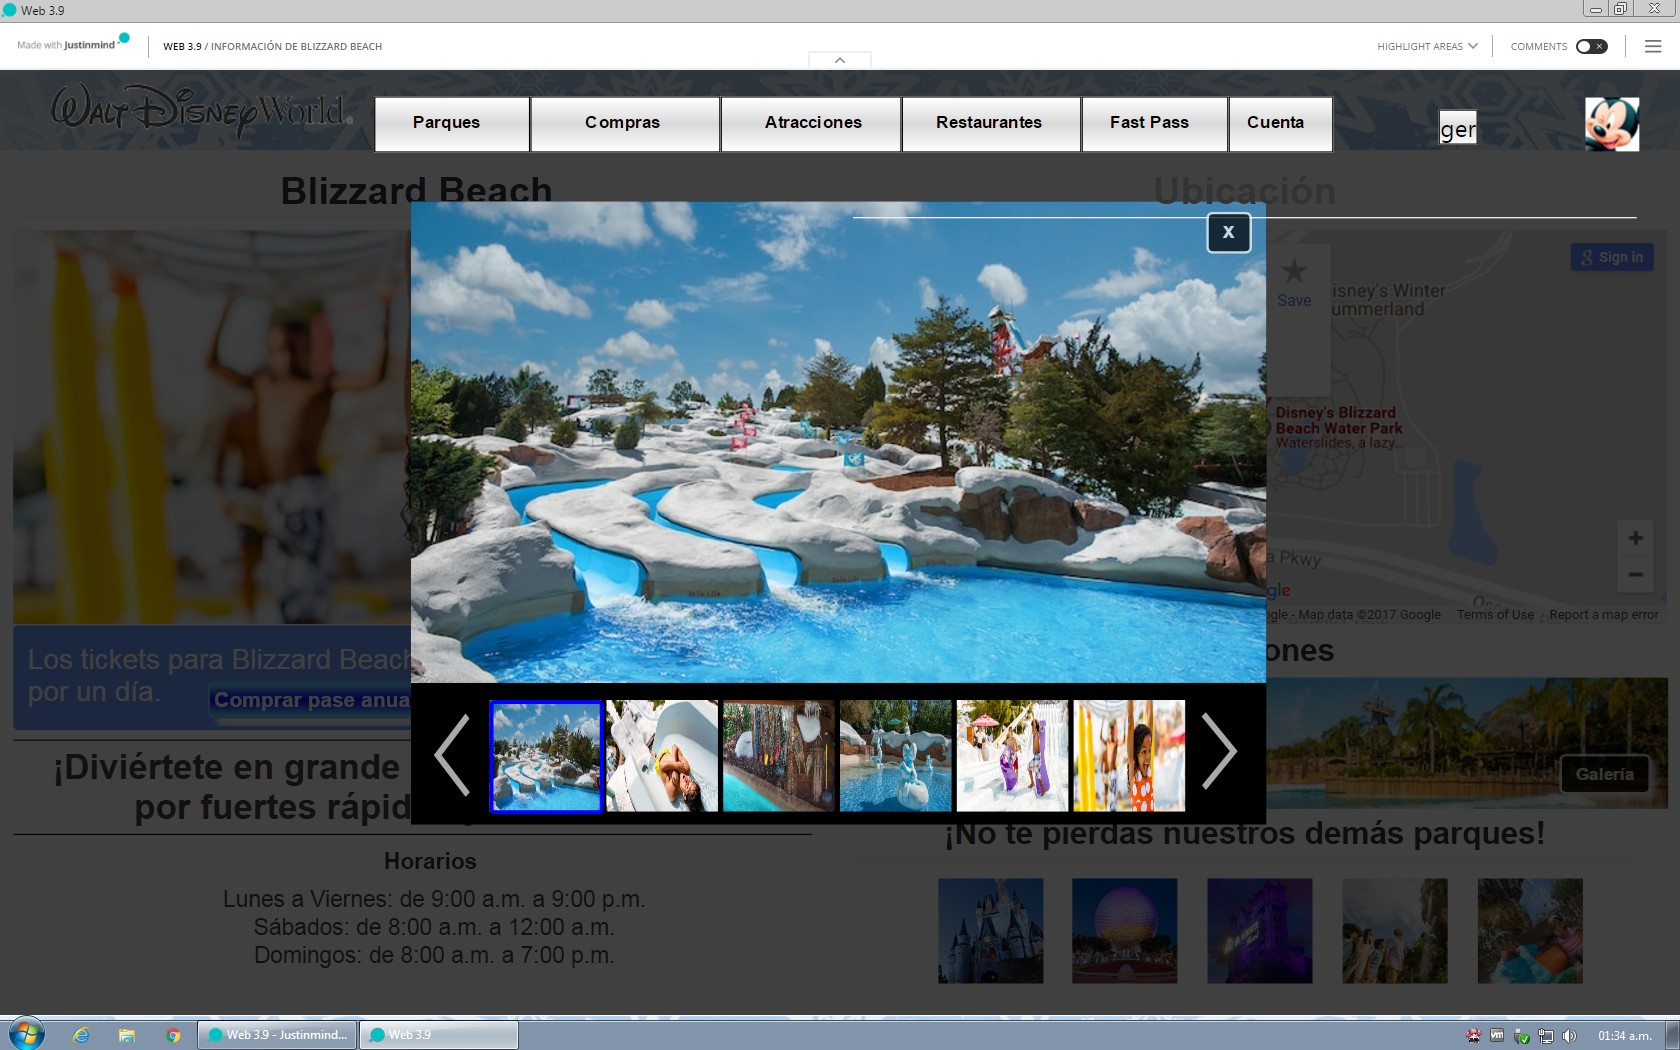 Web 3.9
Made with Justinmind
WEB 3.9 / INFORMACIÓN DE BLIZZARD BEACH
HIGHLIGHT AREAS
COMMENTS
Walt Disney World
Parques
Compras
Atracciones
Restaurantes
Fast Pass
Cuenta
ger
Blizzard Beach
Ubicación
X
Sign in
Save
isney's Winter
ummerland
Disney's Blizzard
Beach Water Park
Waterslides, a lazy...
a Pkwy
gle
ogle - Map data ©2017 Google
Terms of Use
Report a map error
Los tickets para Blizzard Beach
por un día.
Comprar pase anua
ones
Galería
¡Diviértete en grande
por fuertes rápid
¡No te pierdas nuestros demás parques!
Horarios
Lunes a Viernes: de 9:00 a.m. a 9:00 p.m.
Sábados: de 8:00 a.m. a 12:00 a.m.
Domingos: de 8:00 a.m. a 7:00 p.m.
Web 3.9 - Justinmind...
Web 3.9
01:34 a.m.